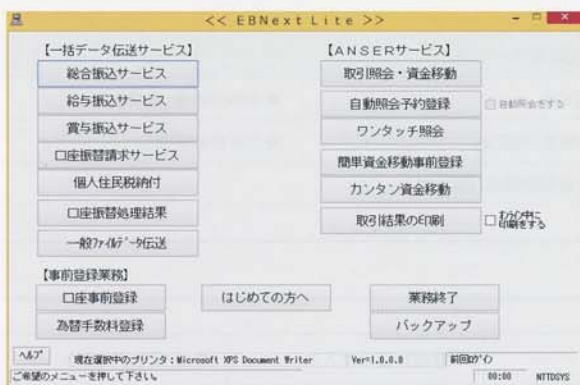 << EBNext Lite >>
【一括データ伝送サービス】
総合振込サービス
給与振込サービス
賞与振込サービス
口座振替請求サービス
個人住民税納付
口座振替処理結果
一般ファイルデータ伝送
【ANSERサービス】
取引照会・資金移動
自動照会予約登録
自動照会をする
ワンタッチ照会
簡単資金移動事前登録
カンタン資金移動
取引結果の印刷
オンライン中に
印刷をする
【事前登録業務】
口座事前登録
為替手数料登録
はじめての方へ
業務終了
バックアップ
ヘルプ
現在選択中のプリンタ:Microsoft XPS Document Writer
Ver=1.0.0.0
前回ログイン
ご希望のメニューを押して下さい。
00:00
NTTDSYS